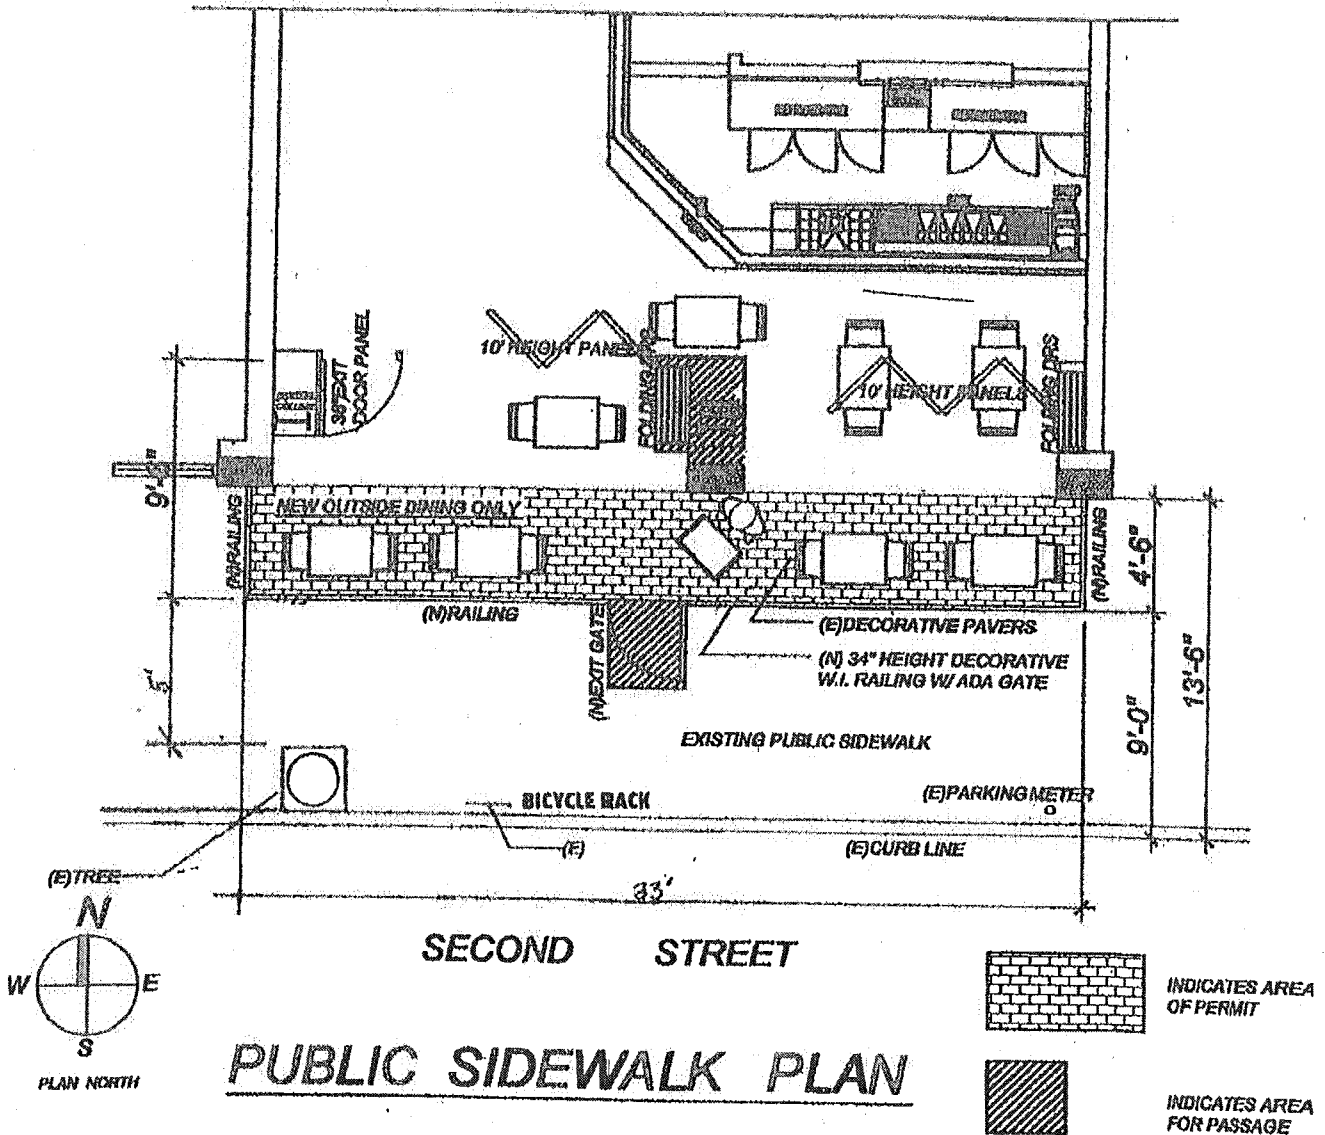 36" EXIT
DOOR PANEL
10' HEIGHT PANELS
FOLDING DRS
10' HEIGHT PANELS
FOLDING DRS
NEW OUTSIDE DINING ONLY
(N)RAILING
(N)RAILING
4'-6"
13'-6"
9'-0"
5'
(N)RAILING
(N)EXIT GATE
(E)DECORATIVE PAVERS
(N) 34" HEIGHT DECORATIVE
W.I. RAILING W/ ADA GATE
EXISTING PUBLIC SIDEWALK
BICYCLE RACK
(E)PARKING METER
(E)
(E)CURB LINE
(E)TREE
33'
N
W
E
S
PLAN NORTH
SECOND STREET
PUBLIC SIDEWALK PLAN
INDICATES AREA
OF PERMIT
INDICATES AREA
FOR PASSAGE